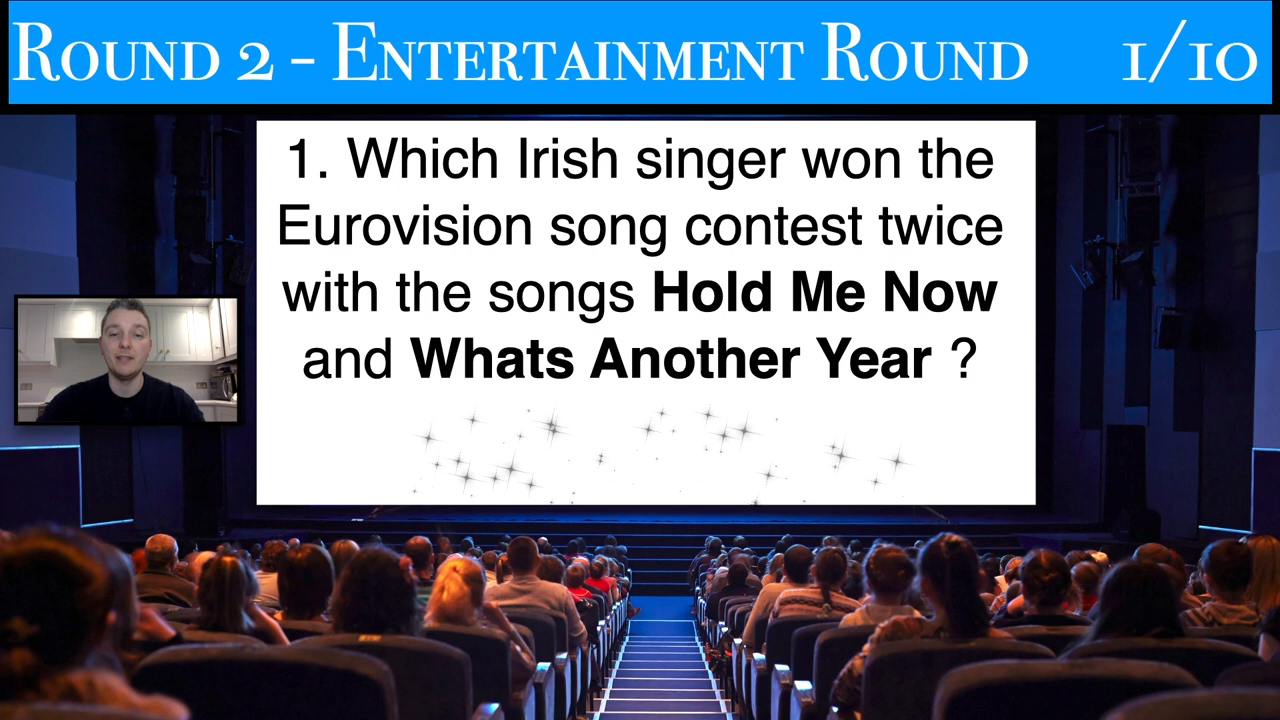 Round 2 - Entertainment Round 1/10
1. Which Irish singer won the
Eurovision song contest twice
with the songs Hold Me Now
and Whats Another Year ?